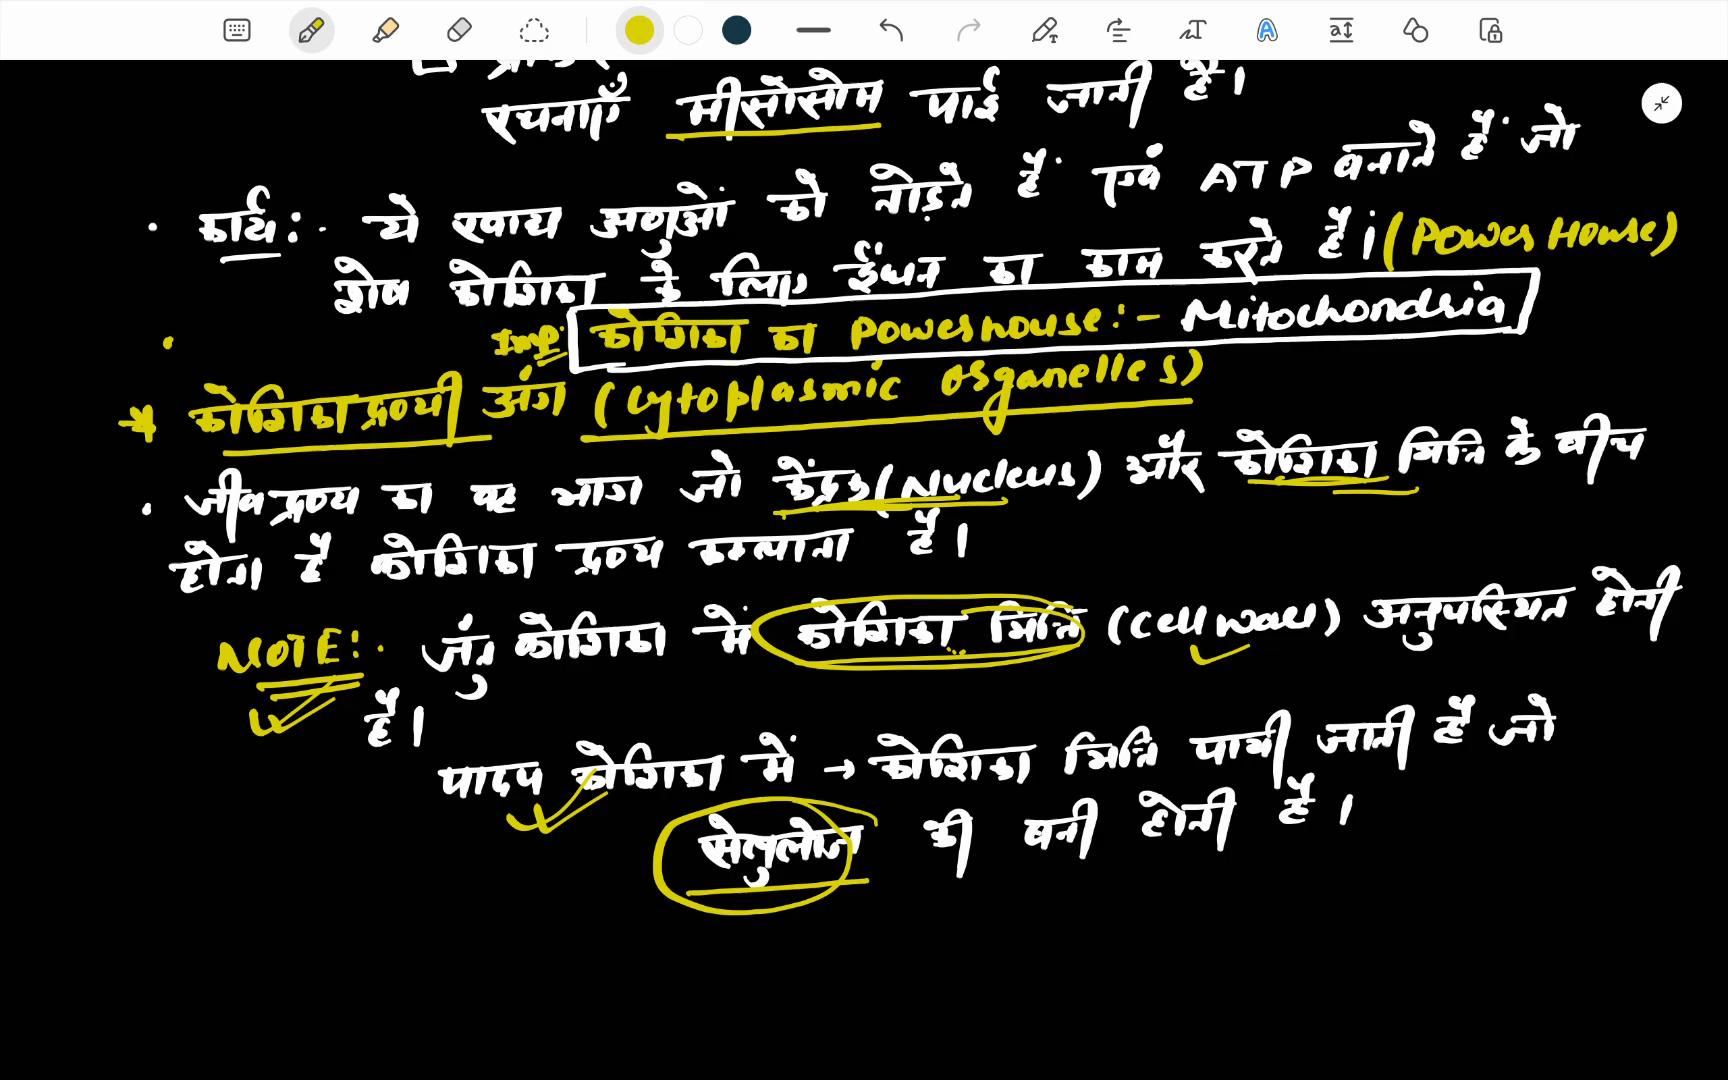 रचनाएँ मीसोसोम पाई जाती है।
• कार्य:- ये खाद्य अणुओं को तोड़ते हैं एवं ATP बनाते हैं जो
शेष कोशिका के लिए ईंधन का काम करते हैं। (Power House)
Imp. कोशिका का Powerhouse:- Mitochondria
* कोशिकाद्रव्यी अंग (Cytoplasmic Organelles)
• जीवद्रव्य का वह भाग जो केंद्रक (Nucleus) और कोशिका भित्ति के बीच
होता है कोशिका द्रव्य कहलाता है।
NOTE:- जंतु कोशिका में कोशिका भित्ति (Cell wall) अनुपस्थित होती
है।
पादप कोशिका में → कोशिका भित्ति पायी जाती है जो
सेलुलोज की बनी होती है।